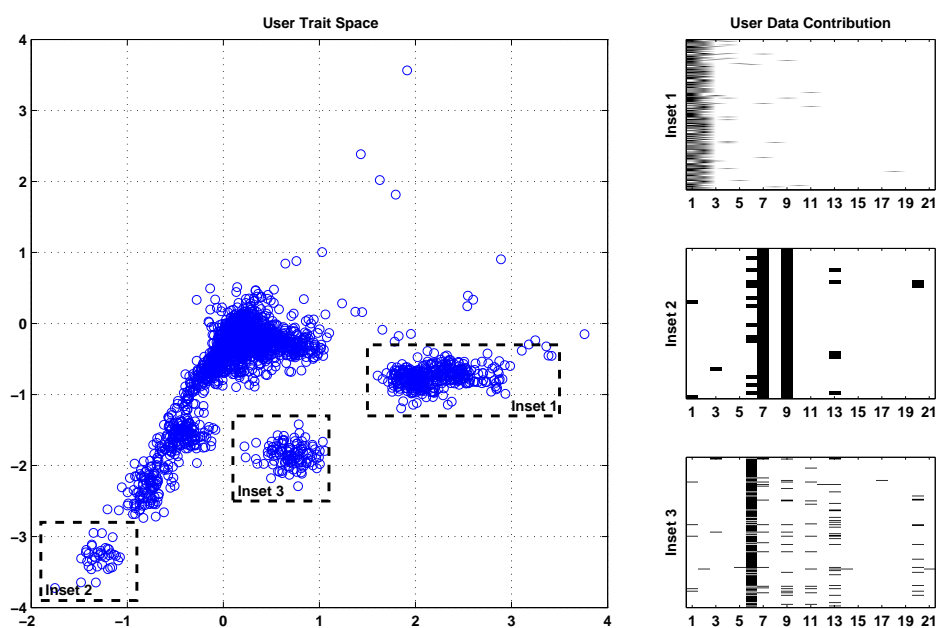 User Trait Space
4
3
2
1
0
−1
−2
−3
−4
−2 −1 0 1 2 3 4
Inset 1
Inset 3
Inset 2
User Data Contribution
Inset 1
1 3 5 7 9 11 13 15 17 19 21
Inset 2
1 3 5 7 9 11 13 15 17 19 21
Inset 3
1 3 5 7 9 11 13 15 17 19 21